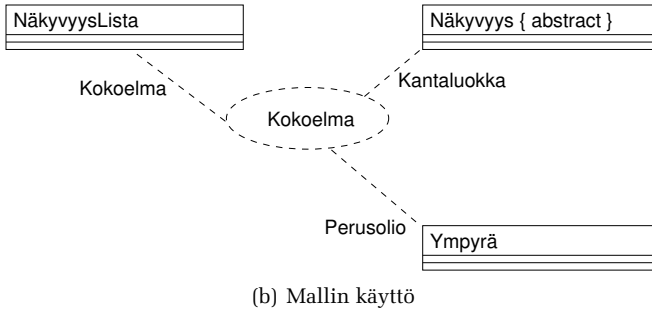 NäkyvyysLista
Näkyvyys { abstract }
Kokoelma
Kantaluokka
Kokoelma
Perusolio
Ympyrä
(b) Mallin käyttö